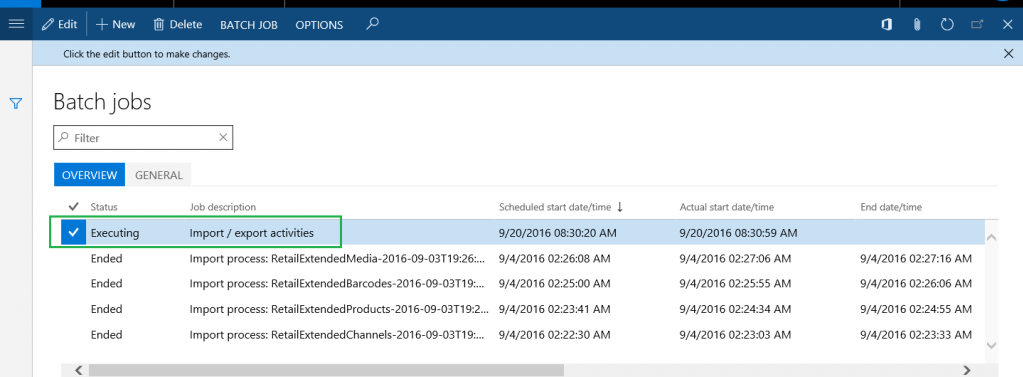 Edit New Delete BATCH JOB OPTIONS
Click the edit button to make changes.
Batch jobs
Filter
OVERVIEW GENERAL
Status Job description Scheduled start date/time Actual start date/time End date/time
Executing Import / export activities 9/20/2016 08:30:20 AM 9/20/2016 08:30:59 AM
Ended Import process: RetailExtendedMedia-2016-09-03T19:26:... 9/4/2016 02:26:08 AM 9/4/2016 02:27:06 AM 9/4/2016 02:27:16 AM
Ended Import process: RetailExtendedBarcodes-2016-09-03T19:... 9/4/2016 02:25:00 AM 9/4/2016 02:25:55 AM 9/4/2016 02:26:06 AM
Ended Import process: RetailExtendedProducts-2016-09-03T19:2... 9/4/2016 02:23:41 AM 9/4/2016 02:24:34 AM 9/4/2016 02:24:55 AM
Ended Import process: RetailExtendedChannels-2016-09-03T19:... 9/4/2016 02:22:30 AM 9/4/2016 02:23:03 AM 9/4/2016 02:23:33 AM